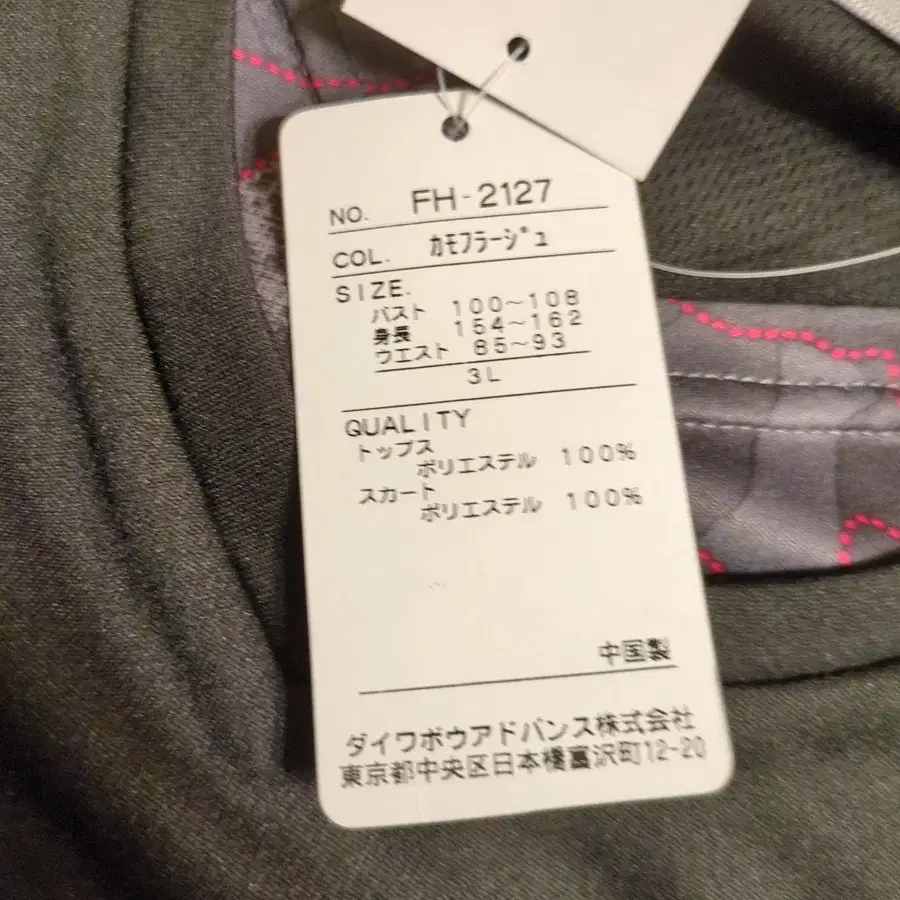 NO. FH-2127
COL. ｶﾓﾌﾗｰｼﾞｭ
SIZE.
バスト 100～108
身長 154～162
ウエスト 85～93
3L
QUALITY
トップス
ポリエステル 100%
スカート
ポリエステル 100%
中国製
ダイワボウアドバンス株式会社
東京都中央区日本橋富沢町12-20